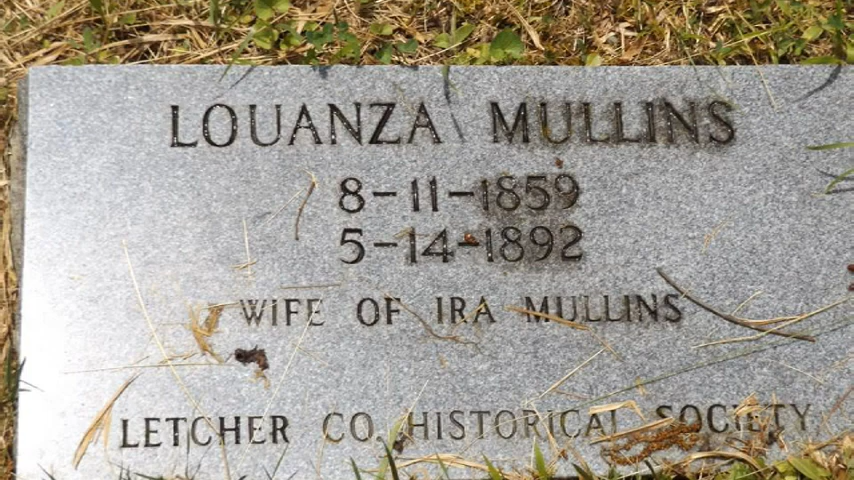 LOUANZA MULLINS
8-11-1859
5-14-1892
WIFE OF IRA MULLINS
LETCHER CO. HISTORICAL SOCIETY